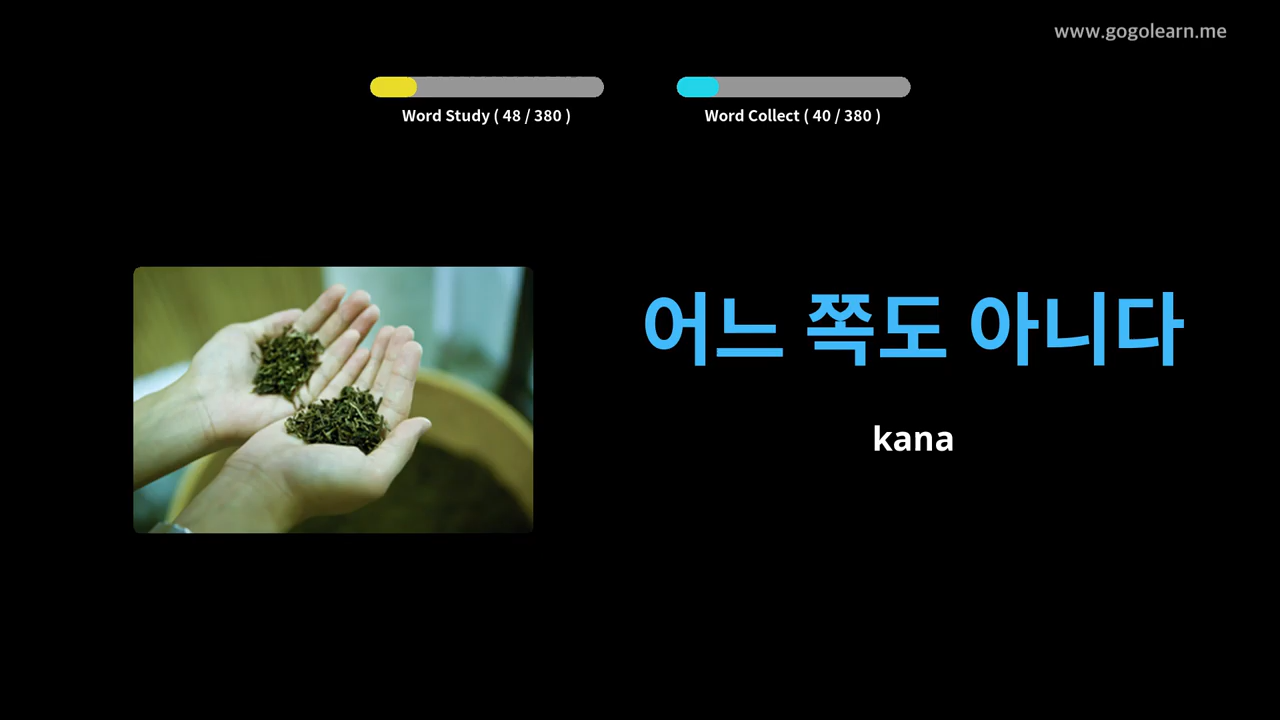 www.gogolearn.me
Word Study ( 48 / 380 )
Word Collect ( 40 / 380 )
어느 쪽도 아니다
kana